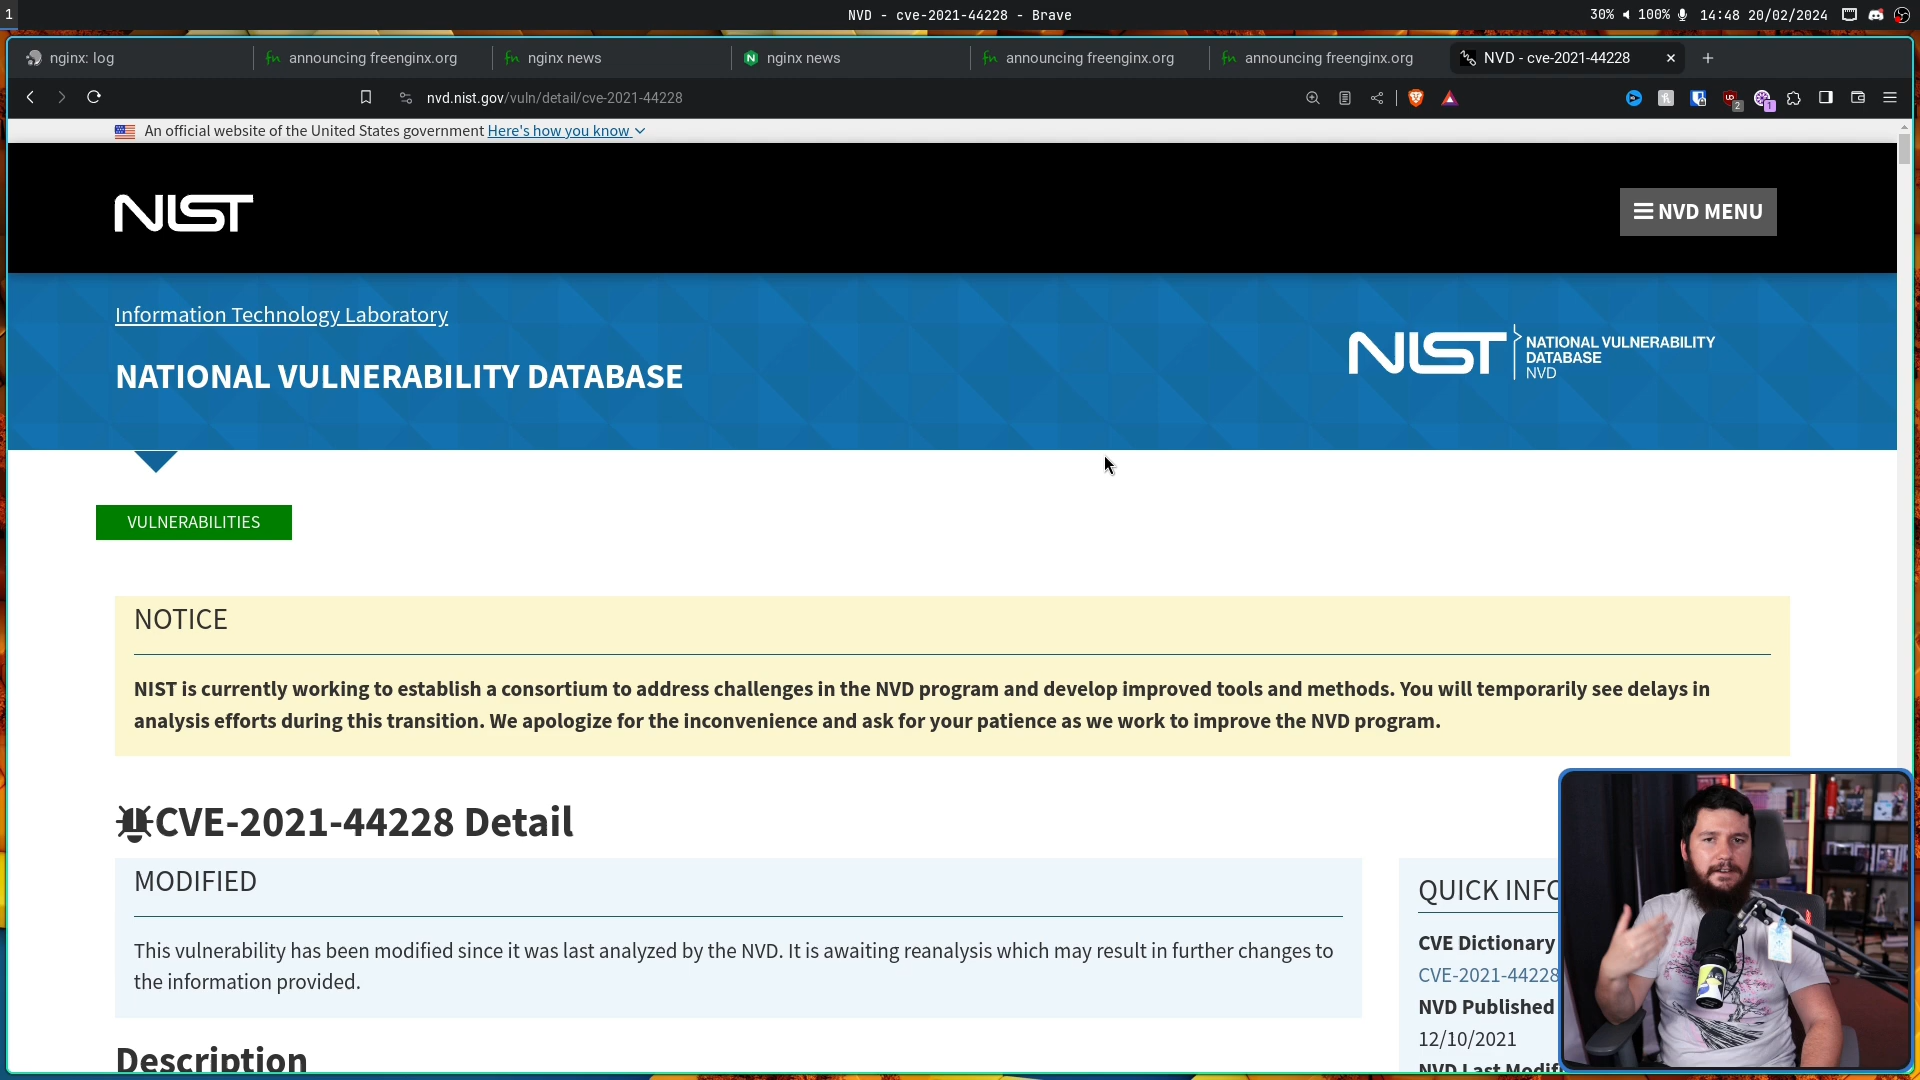 1
NVD - cve-2021-44228 - Brave
30% 100% 14:48 20/02/2024
nginx: log
announcing freenginx.org
nginx news
nginx news
announcing freenginx.org
announcing freenginx.org
NVD - cve-2021-44228
nvd.nist.gov/vuln/detail/cve-2021-44228
2
1
An official website of the United States government Here's how you know
NIST
NVD MENU
Information Technology Laboratory
NATIONAL VULNERABILITY DATABASE
NIST
NATIONAL VULNERABILITY
DATABASE
NVD
VULNERABILITIES
NOTICE
NIST is currently working to establish a consortium to address challenges in the NVD program and develop improved tools and methods. You will temporarily see delays in
analysis efforts during this transition. We apologize for the inconvenience and ask for your patience as we work to improve the NVD program.
CVE-2021-44228 Detail
MODIFIED
This vulnerability has been modified since it was last analyzed by the NVD. It is awaiting reanalysis which may result in further changes to
the information provided.
Description
QUICK INFO
CVE Dictionary
CVE-2021-44228
NVD Published
12/10/2021
NVD Last Modif